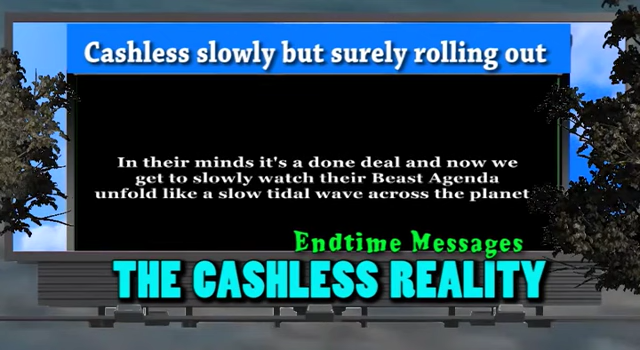 Cashless slowly but surely rolling out
In their minds it's a done deal and now we
get to slowly watch their Beast Agenda
unfold like a slow tidal wave across the planet
Endtime Messages
THE CASHLESS REALITY